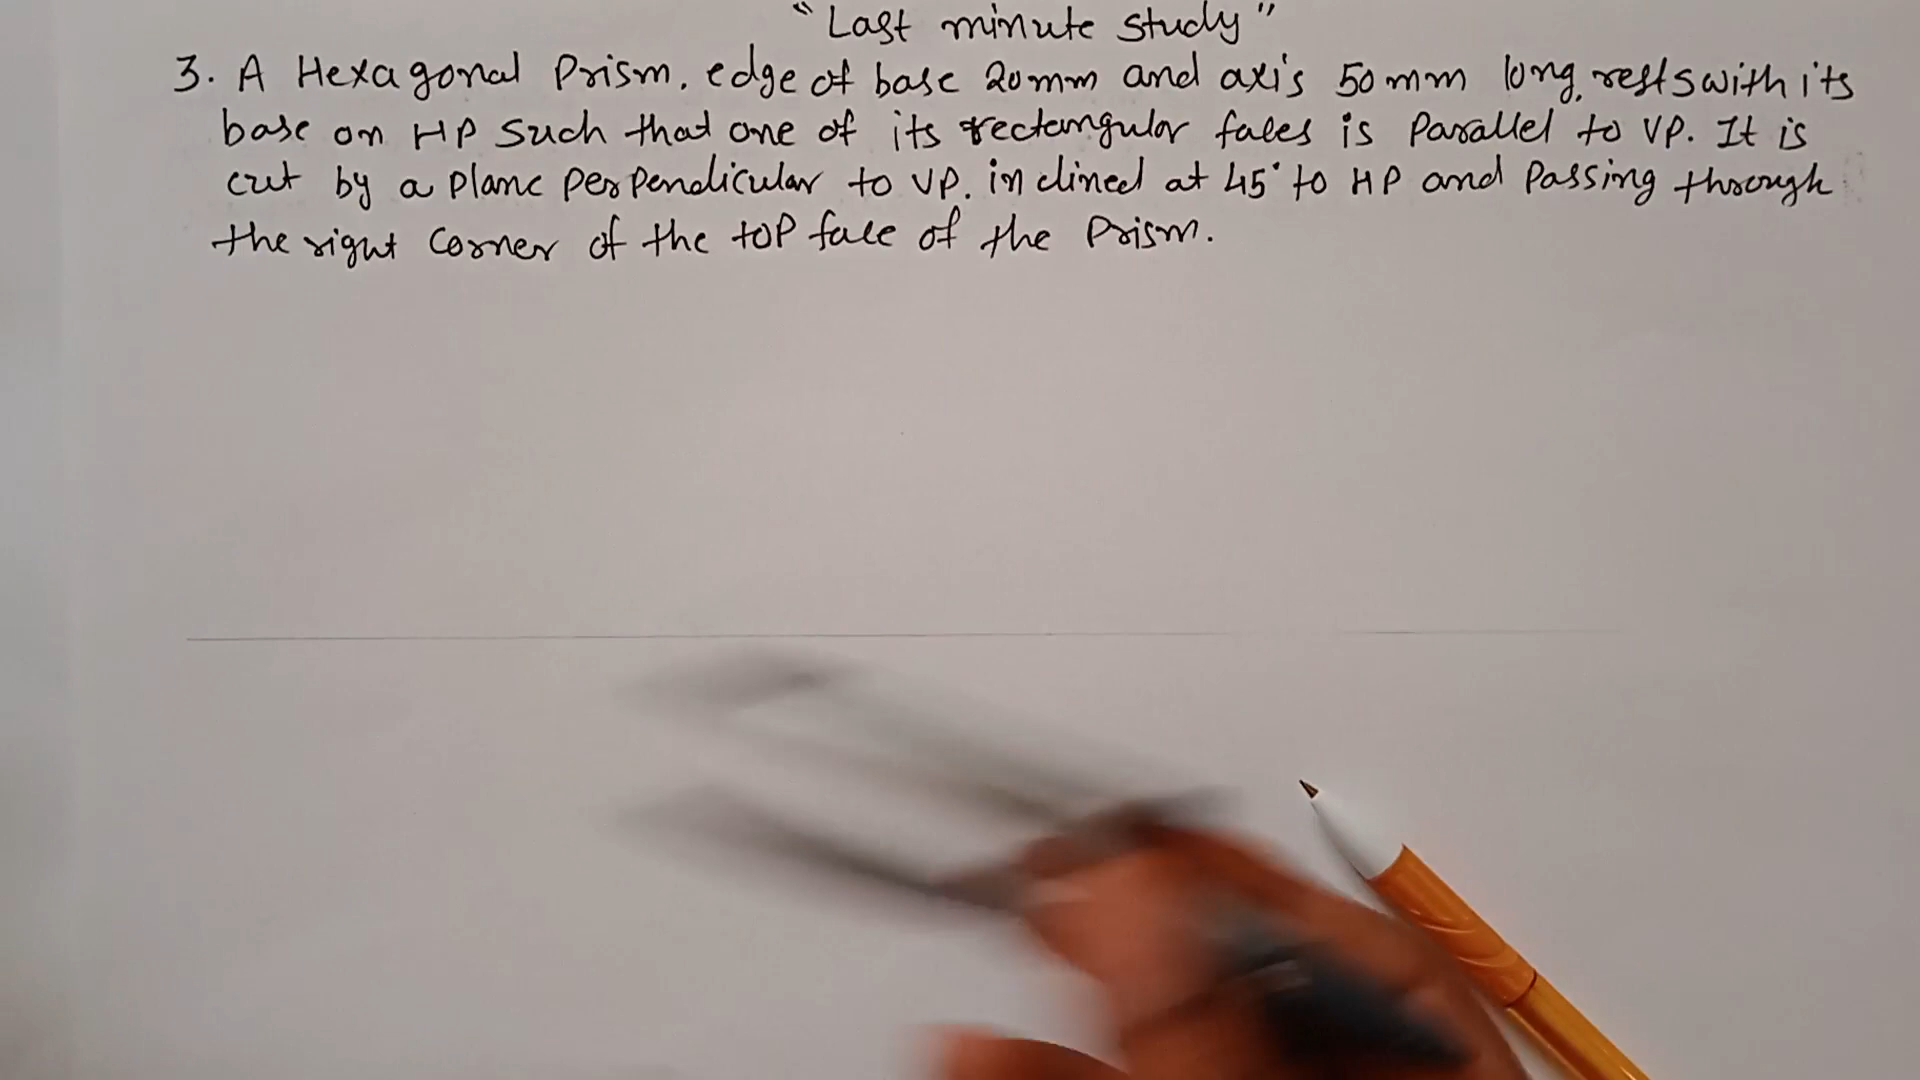 "Last minute study"
3. A Hexagonal Prism, edge of base 20mm and axis 50mm long, rests with its
base on HP such that one of its rectangular faces is Parallel to VP. It is
cut by a plane perpendicular to VP, inclined at 45° to HP and Passing through
the right corner of the top face of the Prism.